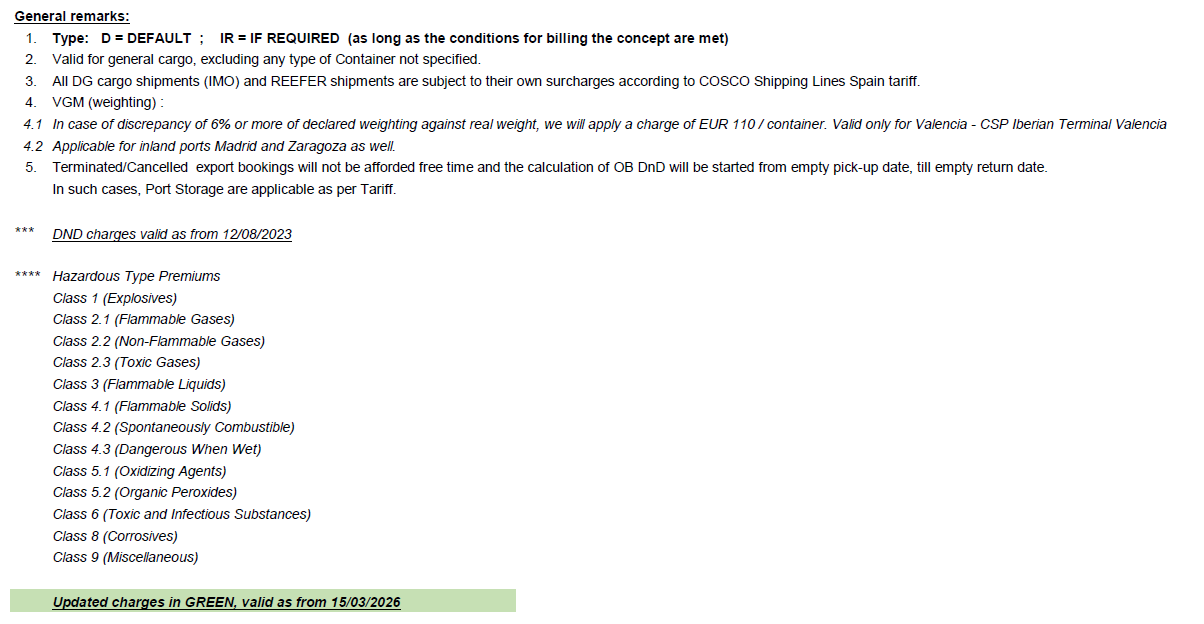 General remarks:
1. Type: D = DEFAULT ; IR = IF REQUIRED (as long as the conditions for billing the concept are met)
2. Valid for general cargo, excluding any type of Container not specified.
3. All DG cargo shipments (IMO) and REEFER shipments are subject to their own surcharges according to COSCO Shipping Lines Spain tariff.
4. VGM (weighting) :
4.1 In case of discrepancy of 6% or more of declared weighting against real weight, we will apply a charge of EUR 110 / container. Valid only for Valencia - CSP Iberian Terminal Valencia
4.2 Applicable for inland ports Madrid and Zaragoza as well.
5. Terminated/Cancelled export bookings will not be afforded free time and the calculation of OB DnD will be started from empty pick-up date, till empty return date.
In such cases, Port Storage are applicable as per Tariff.
*** DND charges valid as from 12/08/2023
**** Hazardous Type Premiums
Class 1 (Explosives)
Class 2.1 (Flammable Gases)
Class 2.2 (Non-Flammable Gases)
Class 2.3 (Toxic Gases)
Class 3 (Flammable Liquids)
Class 4.1 (Flammable Solids)
Class 4.2 (Spontaneously Combustible)
Class 4.3 (Dangerous When Wet)
Class 5.1 (Oxidizing Agents)
Class 5.2 (Organic Peroxides)
Class 6 (Toxic and Infectious Substances)
Class 8 (Corrosives)
Class 9 (Miscellaneous)
Updated charges in GREEN, valid as from 15/03/2026